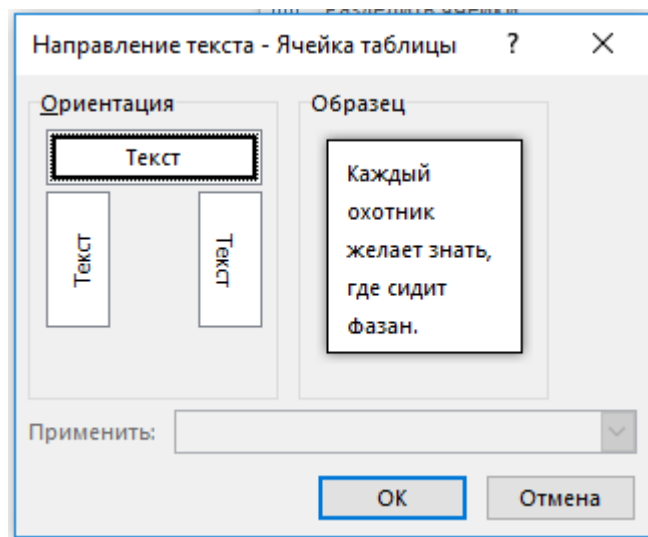 Направление текста - Ячейка таблицы ?
Ориентация
Образец
Текст
Текст
Текст
Каждый
охотник
желает знать,
где сидит
фазан.
Применить:
ОК
Отмена